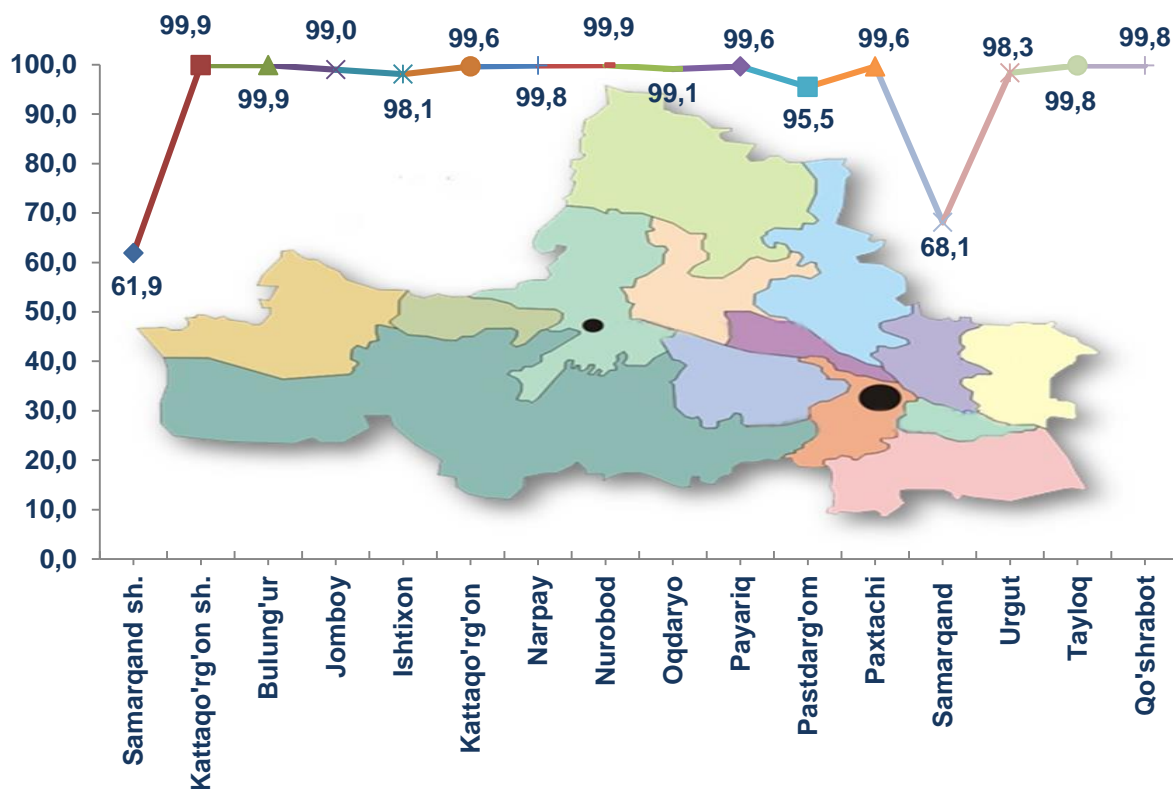 99,9
99,0
99,6
99,9
99,6
99,6
98,3
99,8
100,0
99,9
98,1
99,8
99,1
95,5
99,8
90,0
80,0
70,0
68,1
60,0
61,9
50,0
40,0
30,0
20,0
10,0
0,0
Samarqand sh.
Kattaqo'rg'on sh.
Bulung'ur
Jomboy
Ishtixon
Kattaqo'rg'on
Narpay
Nurobod
Oqdaryo
Payariq
Pastdarg'om
Paxtachi
Samarqand
Urgut
Tayloq
Qo'shrabot